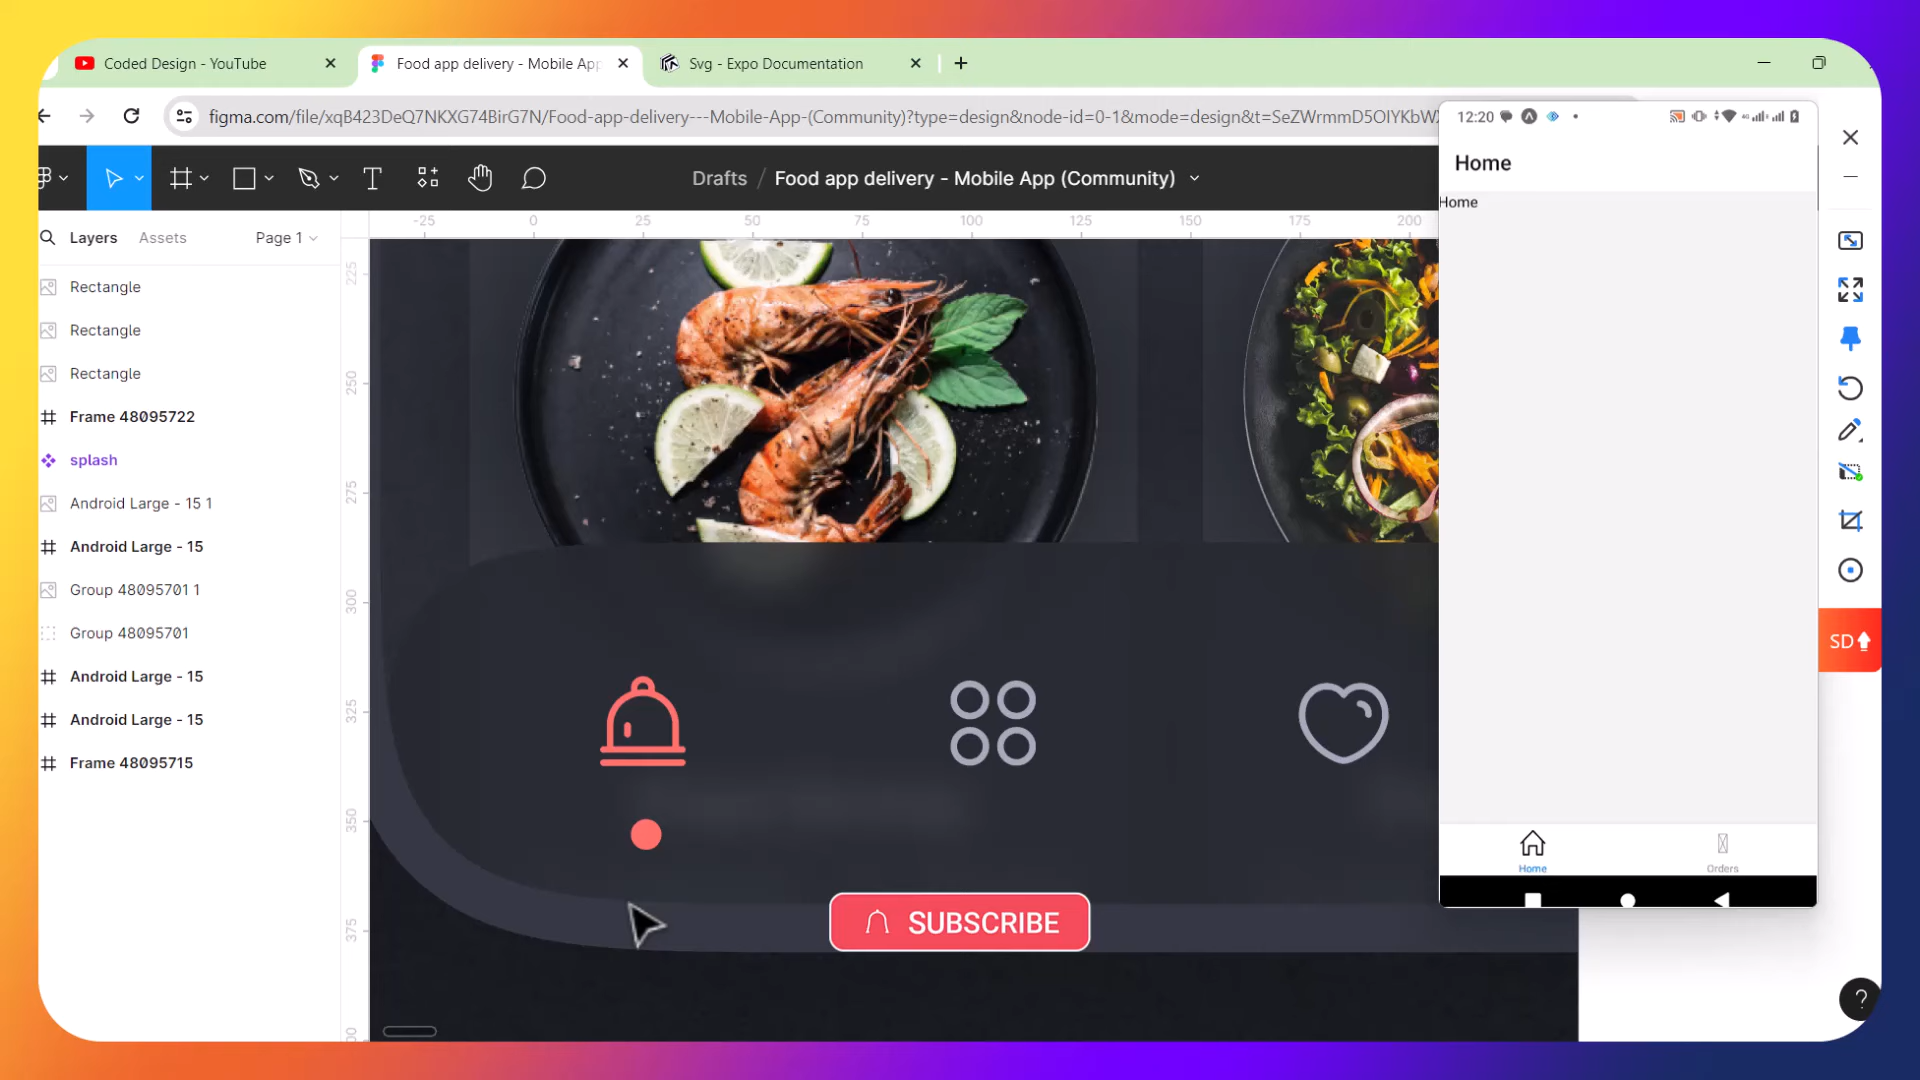 Coded Design - YouTube
Food app delivery - Mobile App
Svg - Expo Documentation
figma.com/file/xqB423DeQ7NKXG74BirG7N/Food-app-delivery---Mobile-App-(Community)?type=design&node-id=0-1&mode=design&t=SeZWrmmD5OIYKbW
Drafts / Food app delivery - Mobile App (Community)
Layers Assets Page 1
-25 0 25 50 75 100 125 150 175 200
225
250
275
300
325
350
375
Rectangle
Rectangle
Rectangle
Frame 48095722
splash
Android Large - 15 1
Android Large - 15
Group 48095701 1
Group 48095701
Android Large - 15
Android Large - 15
Frame 48095715
SUBSCRIBE
12:20
Home
Home
Home
Orders
SD
?